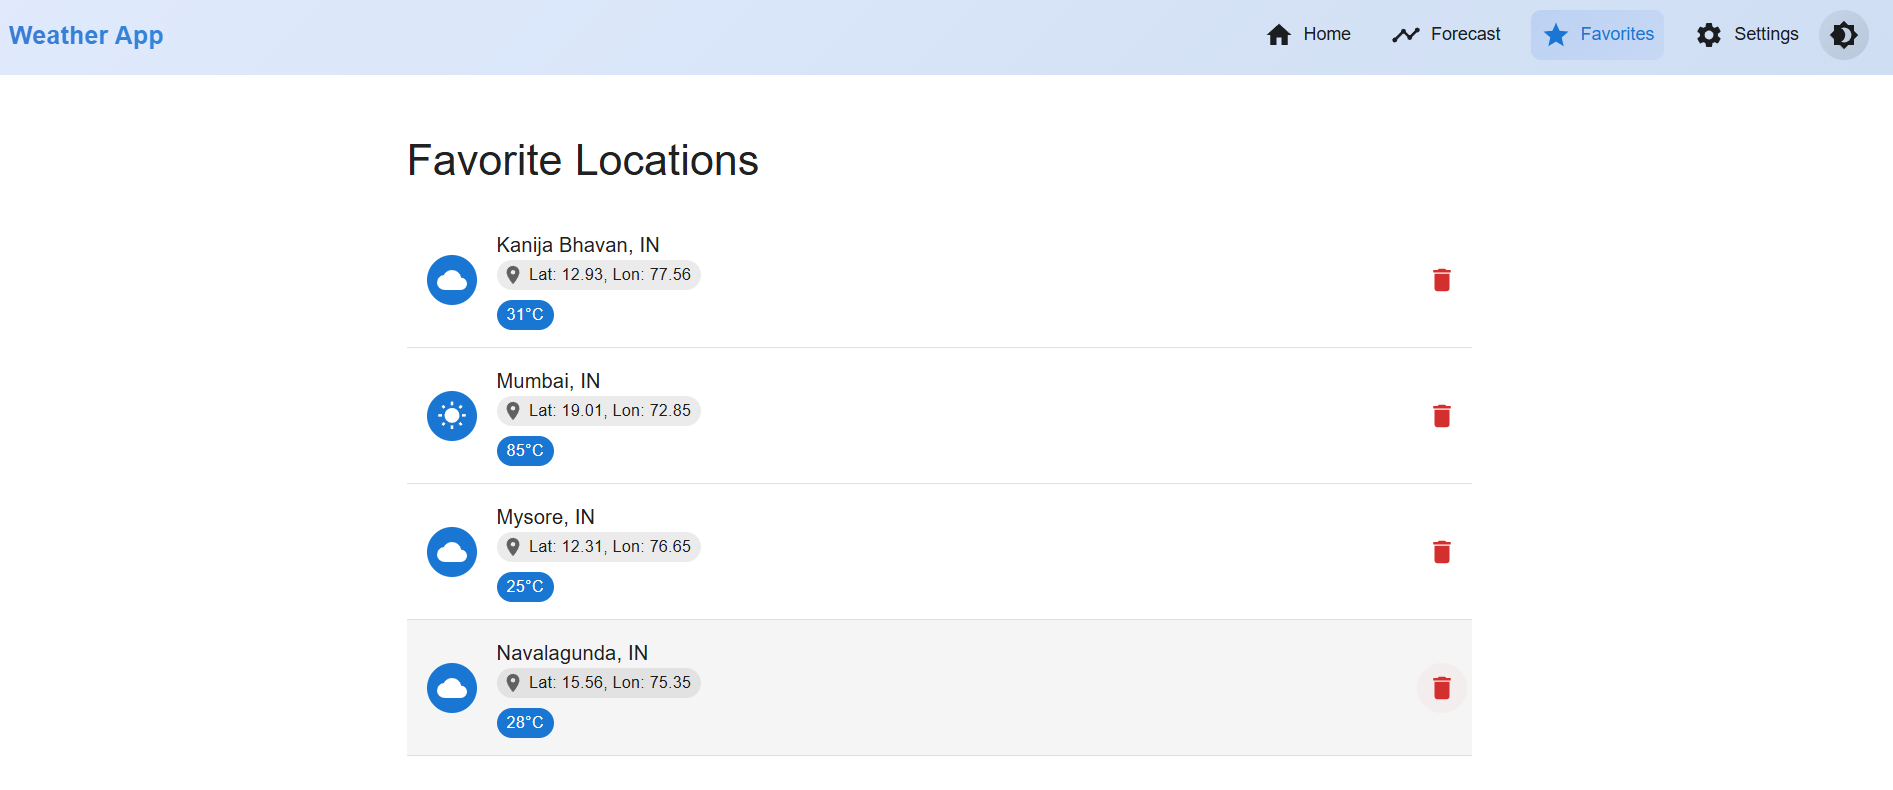 Weather App
Home
Forecast
Favorites
Settings
Favorite Locations
Kanija Bhavan, IN
Lat: 12.93, Lon: 77.56
31°C
Mumbai, IN
Lat: 19.01, Lon: 72.85
85°C
Mysore, IN
Lat: 12.31, Lon: 76.65
25°C
Navalagunda, IN
Lat: 15.56, Lon: 75.35
28°C